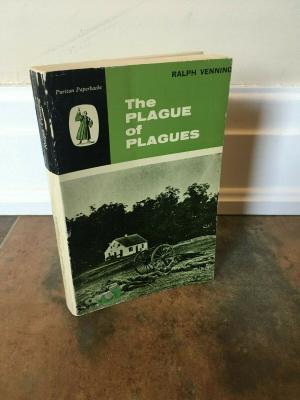 RALPH VENNING
Puritan Paperbacks
The
PLAGUE
of
PLAGUES